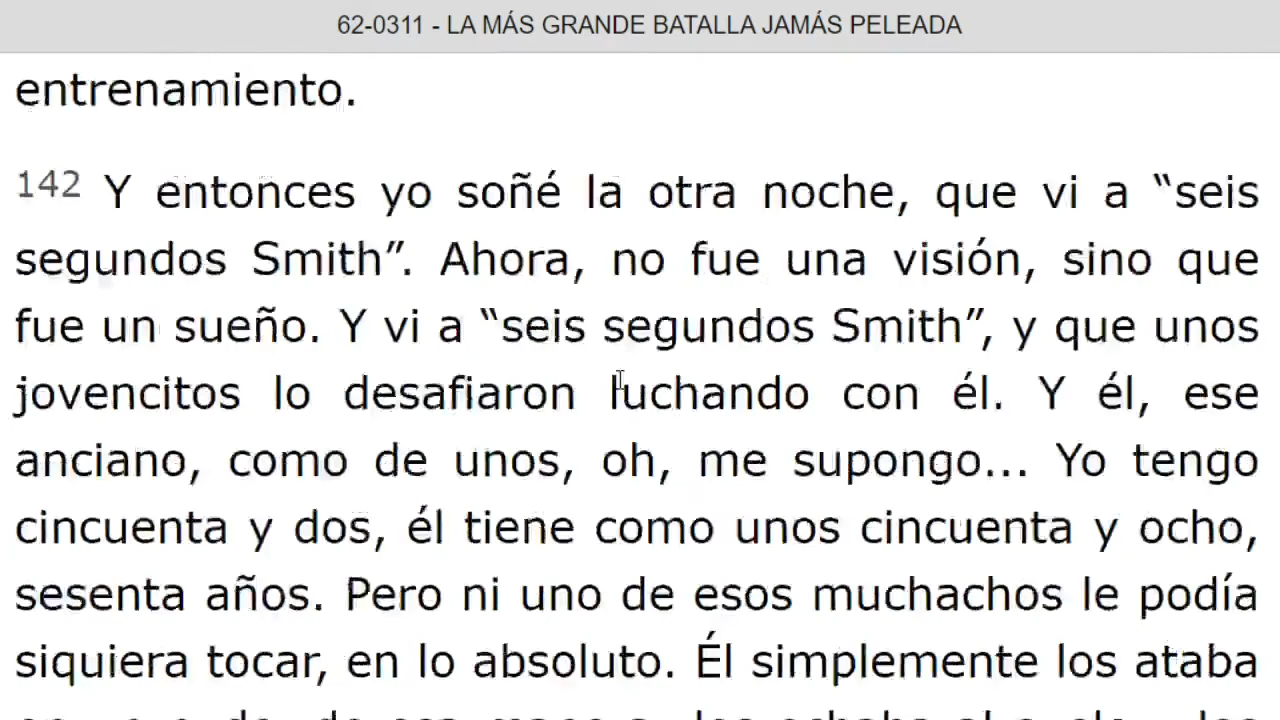 62-0311 - LA MÁS GRANDE BATALLA JAMÁS PELEADA
entrenamiento.
142 Y entonces yo soñé la otra noche, que vi a “seis
segundos Smith”. Ahora, no fue una visión, sino que
fue un sueño. Y vi a “seis segundos Smith”, y que unos
jovencitos lo desafiaron luchando con él. Y él, ese
anciano, como de unos, oh, me supongo... Yo tengo
cincuenta y dos, él tiene como unos cincuenta y ocho,
sesenta años. Pero ni uno de esos muchachos le podía
siquiera tocar, en lo absoluto. Él simplemente los ataba